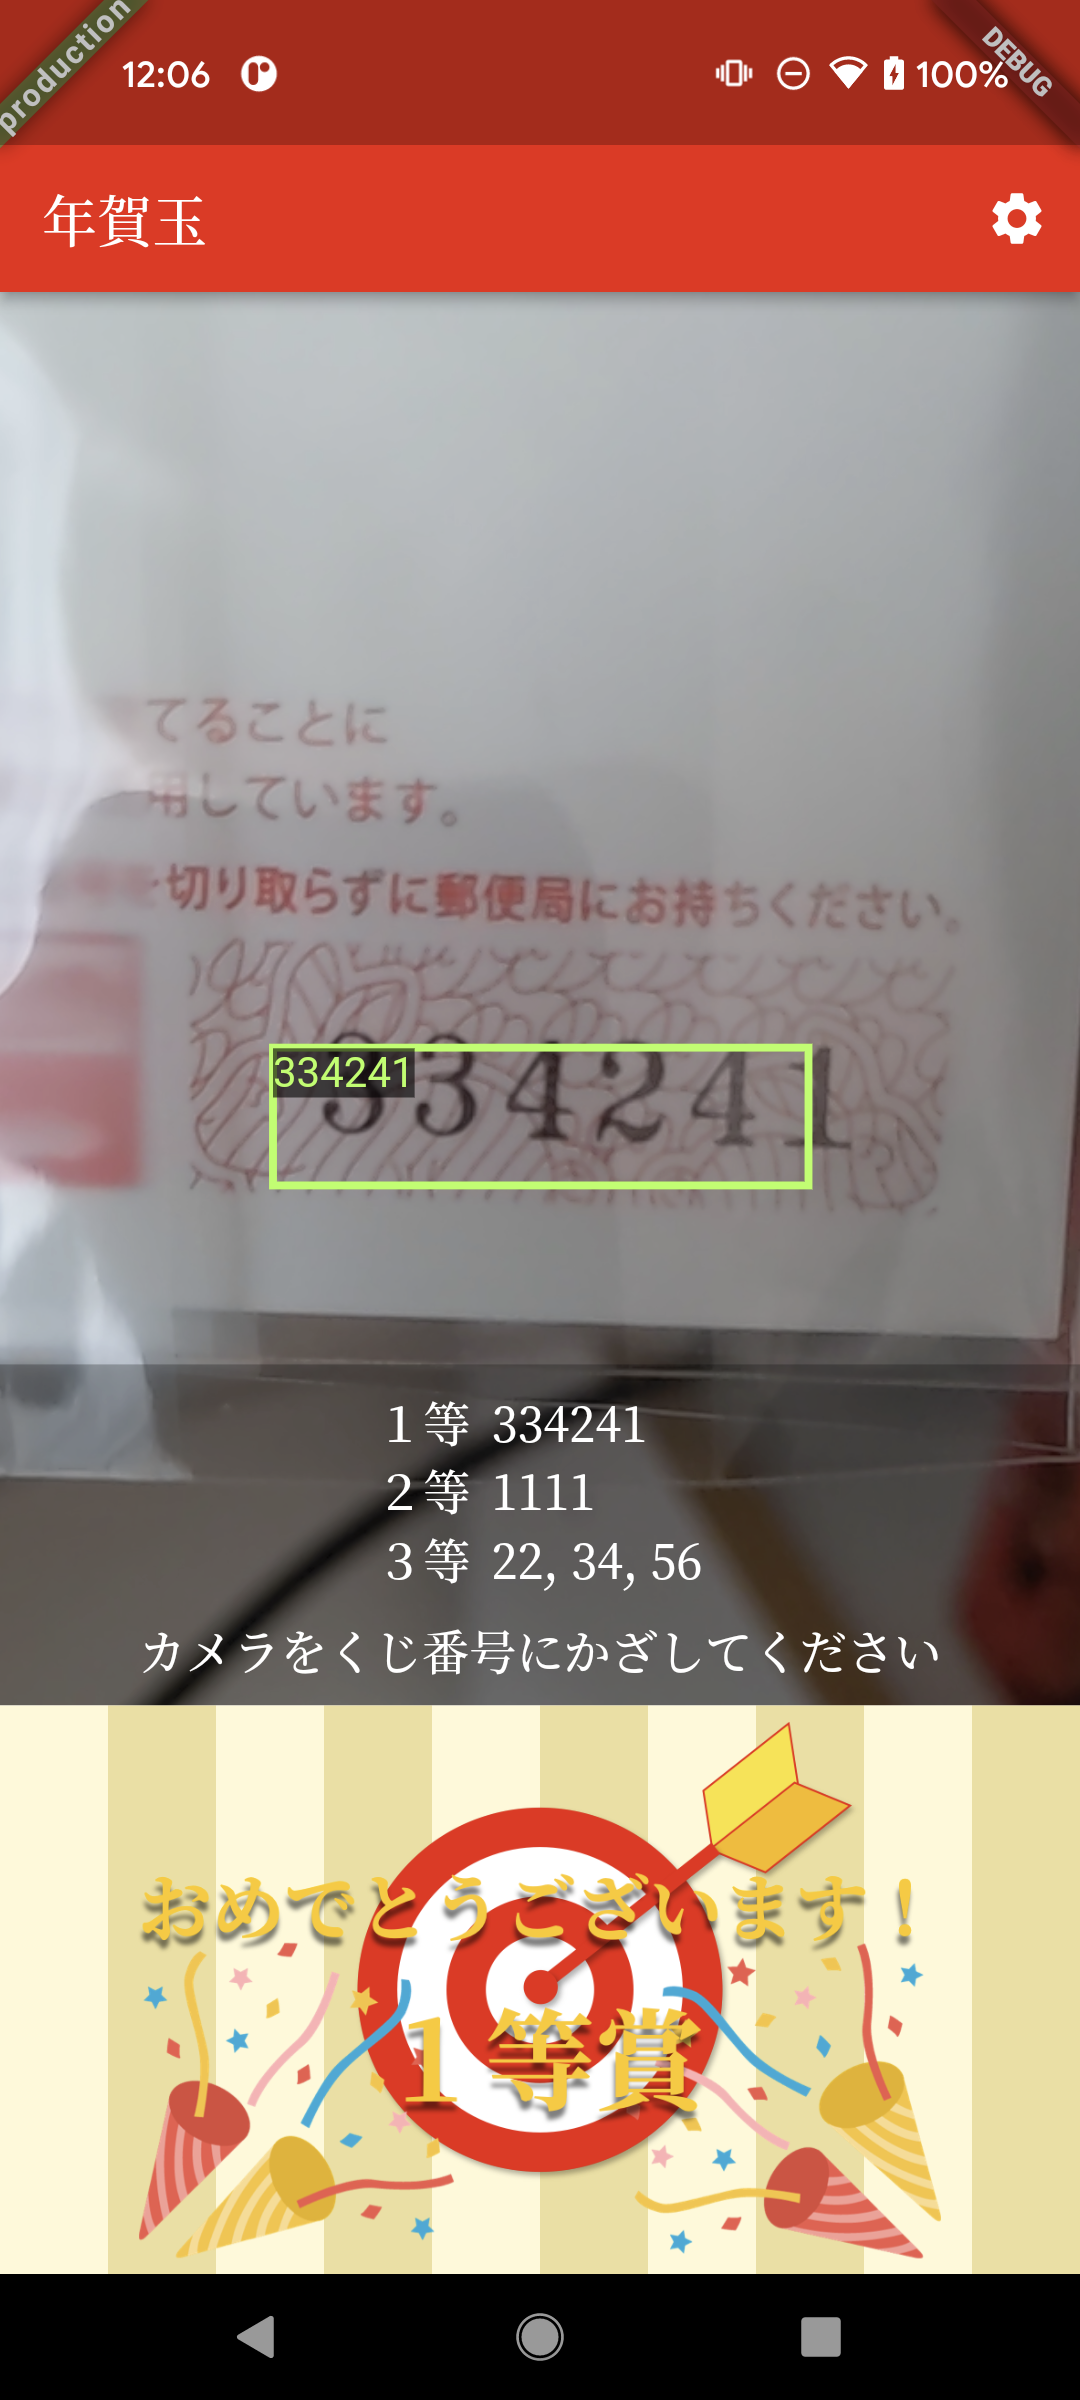 production
12:06
100%
DEBUG
年賀玉
てることに
用しています。
切り取らずに郵便局にお持ちください。
334241
334241
1等 334241
2等 1111
3等 22, 34, 56
カメラをくじ番号にかざしてください
おめでとうございます！
1等賞